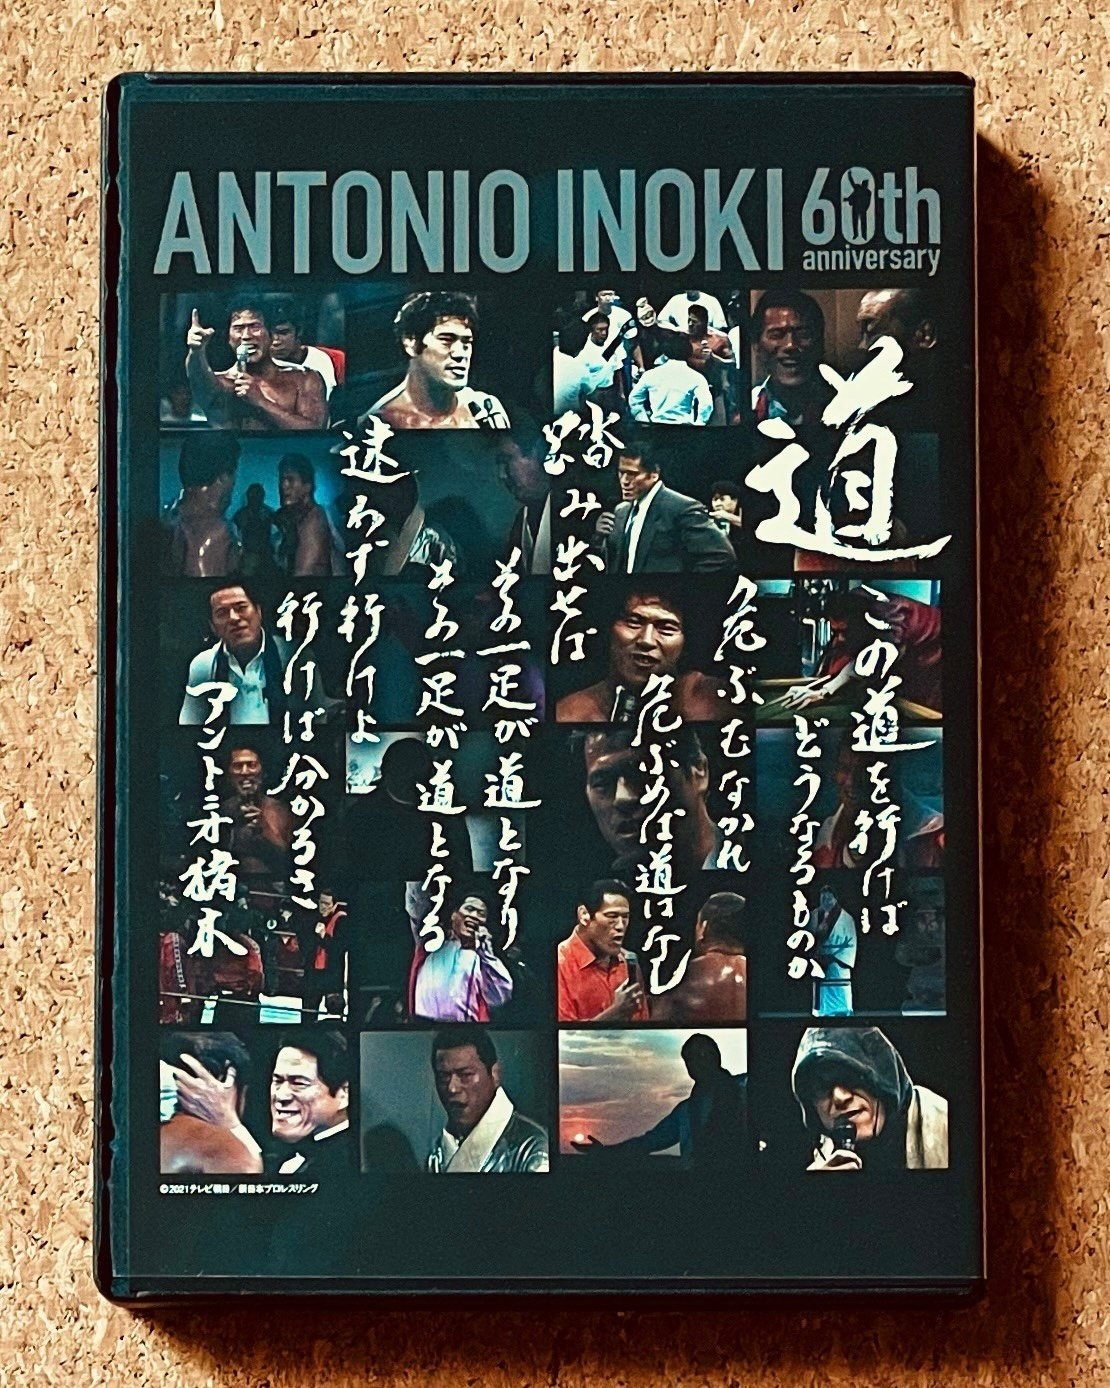 ANTONIO INOKI 60th
anniversary
道
この道を行けば
どうなるものか
危ぶむなかれ
危ぶめば道はなし
踏み出せば
その一足が道となり
その一足が道となる
迷わず行けよ
行けば分かるさ
アントニオ猪木
©2021テレビ朝日/新日本プロレスリング